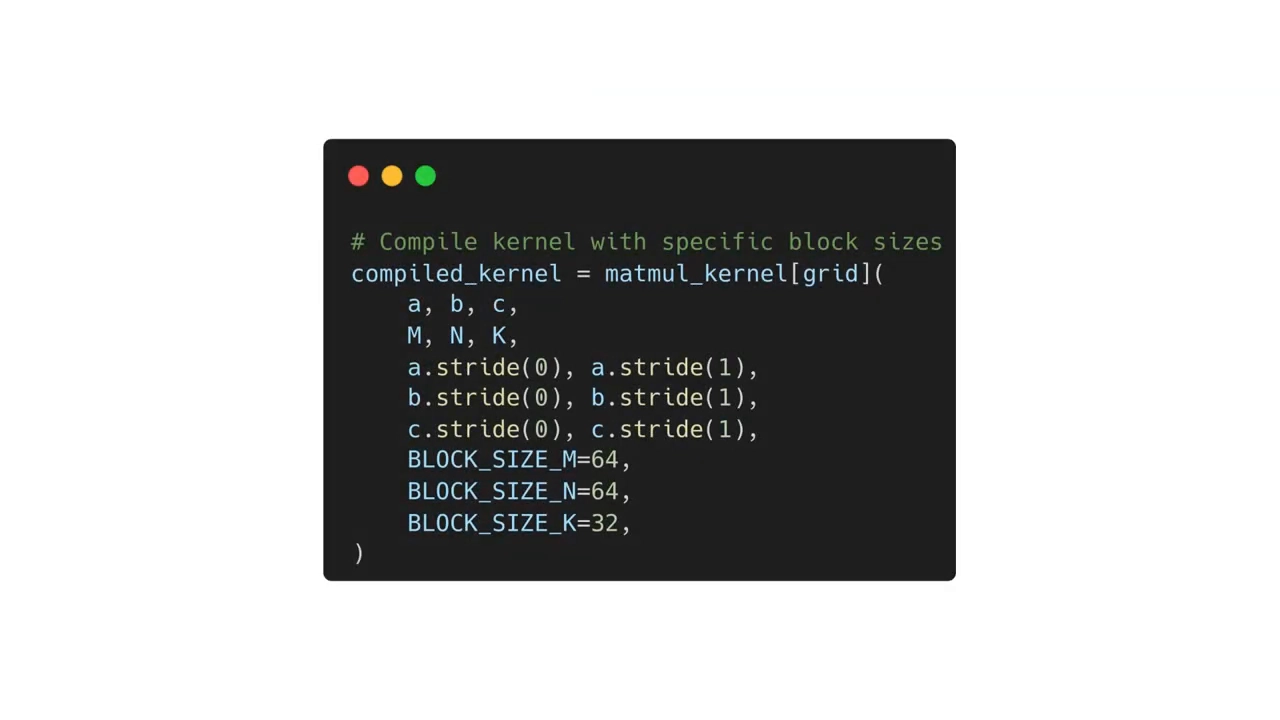 # Compile kernel with specific block sizes
compiled_kernel = matmul_kernel[grid](
    a, b, c,
    M, N, K,
    a.stride(0), a.stride(1),
    b.stride(0), b.stride(1),
    c.stride(0), c.stride(1),
    BLOCK_SIZE_M=64,
    BLOCK_SIZE_N=64,
    BLOCK_SIZE_K=32,
)